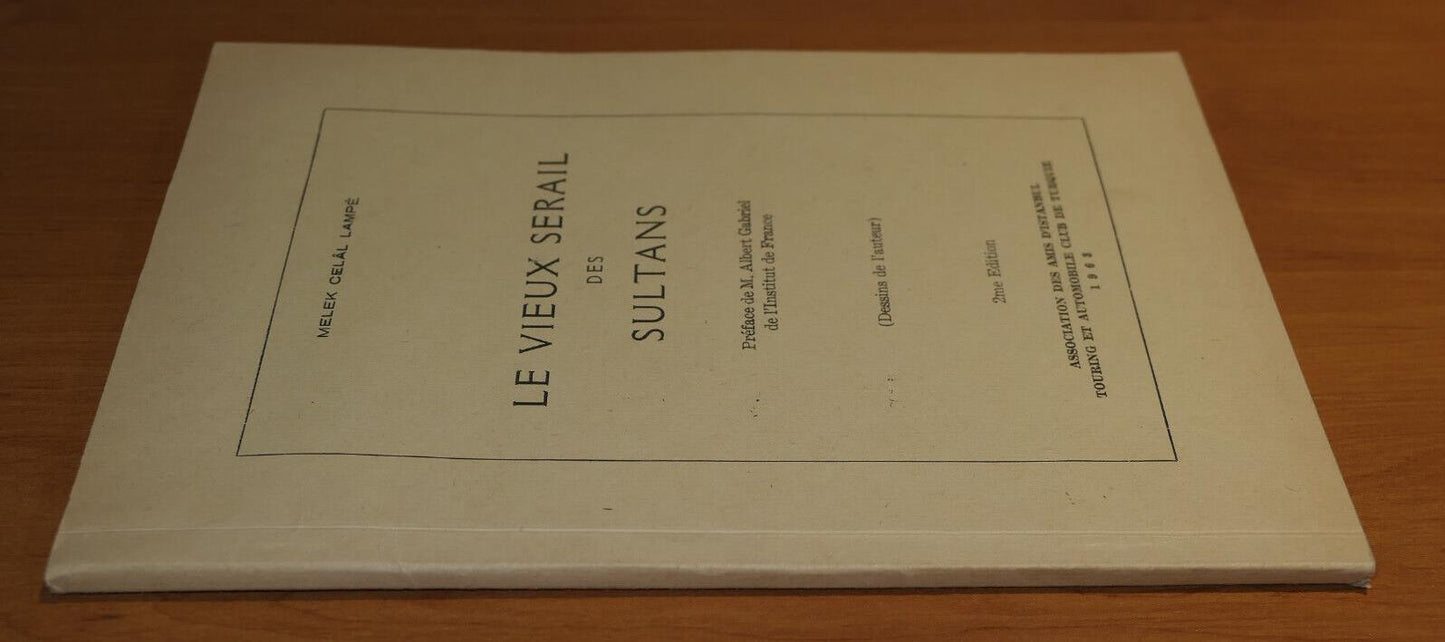 MELEK CELÂL LAMPÉ
LE VIEUX SERAIL
DES
SULTANS
Préface de M. Albert Gabriel
de l'Institut de France
(Dessins de l'auteur)
2me Edition
ASSOCIATION DES AMIS D'ISTANBUL
TOURING ET AUTOMOBILE CLUB DE TURQUIE
1963